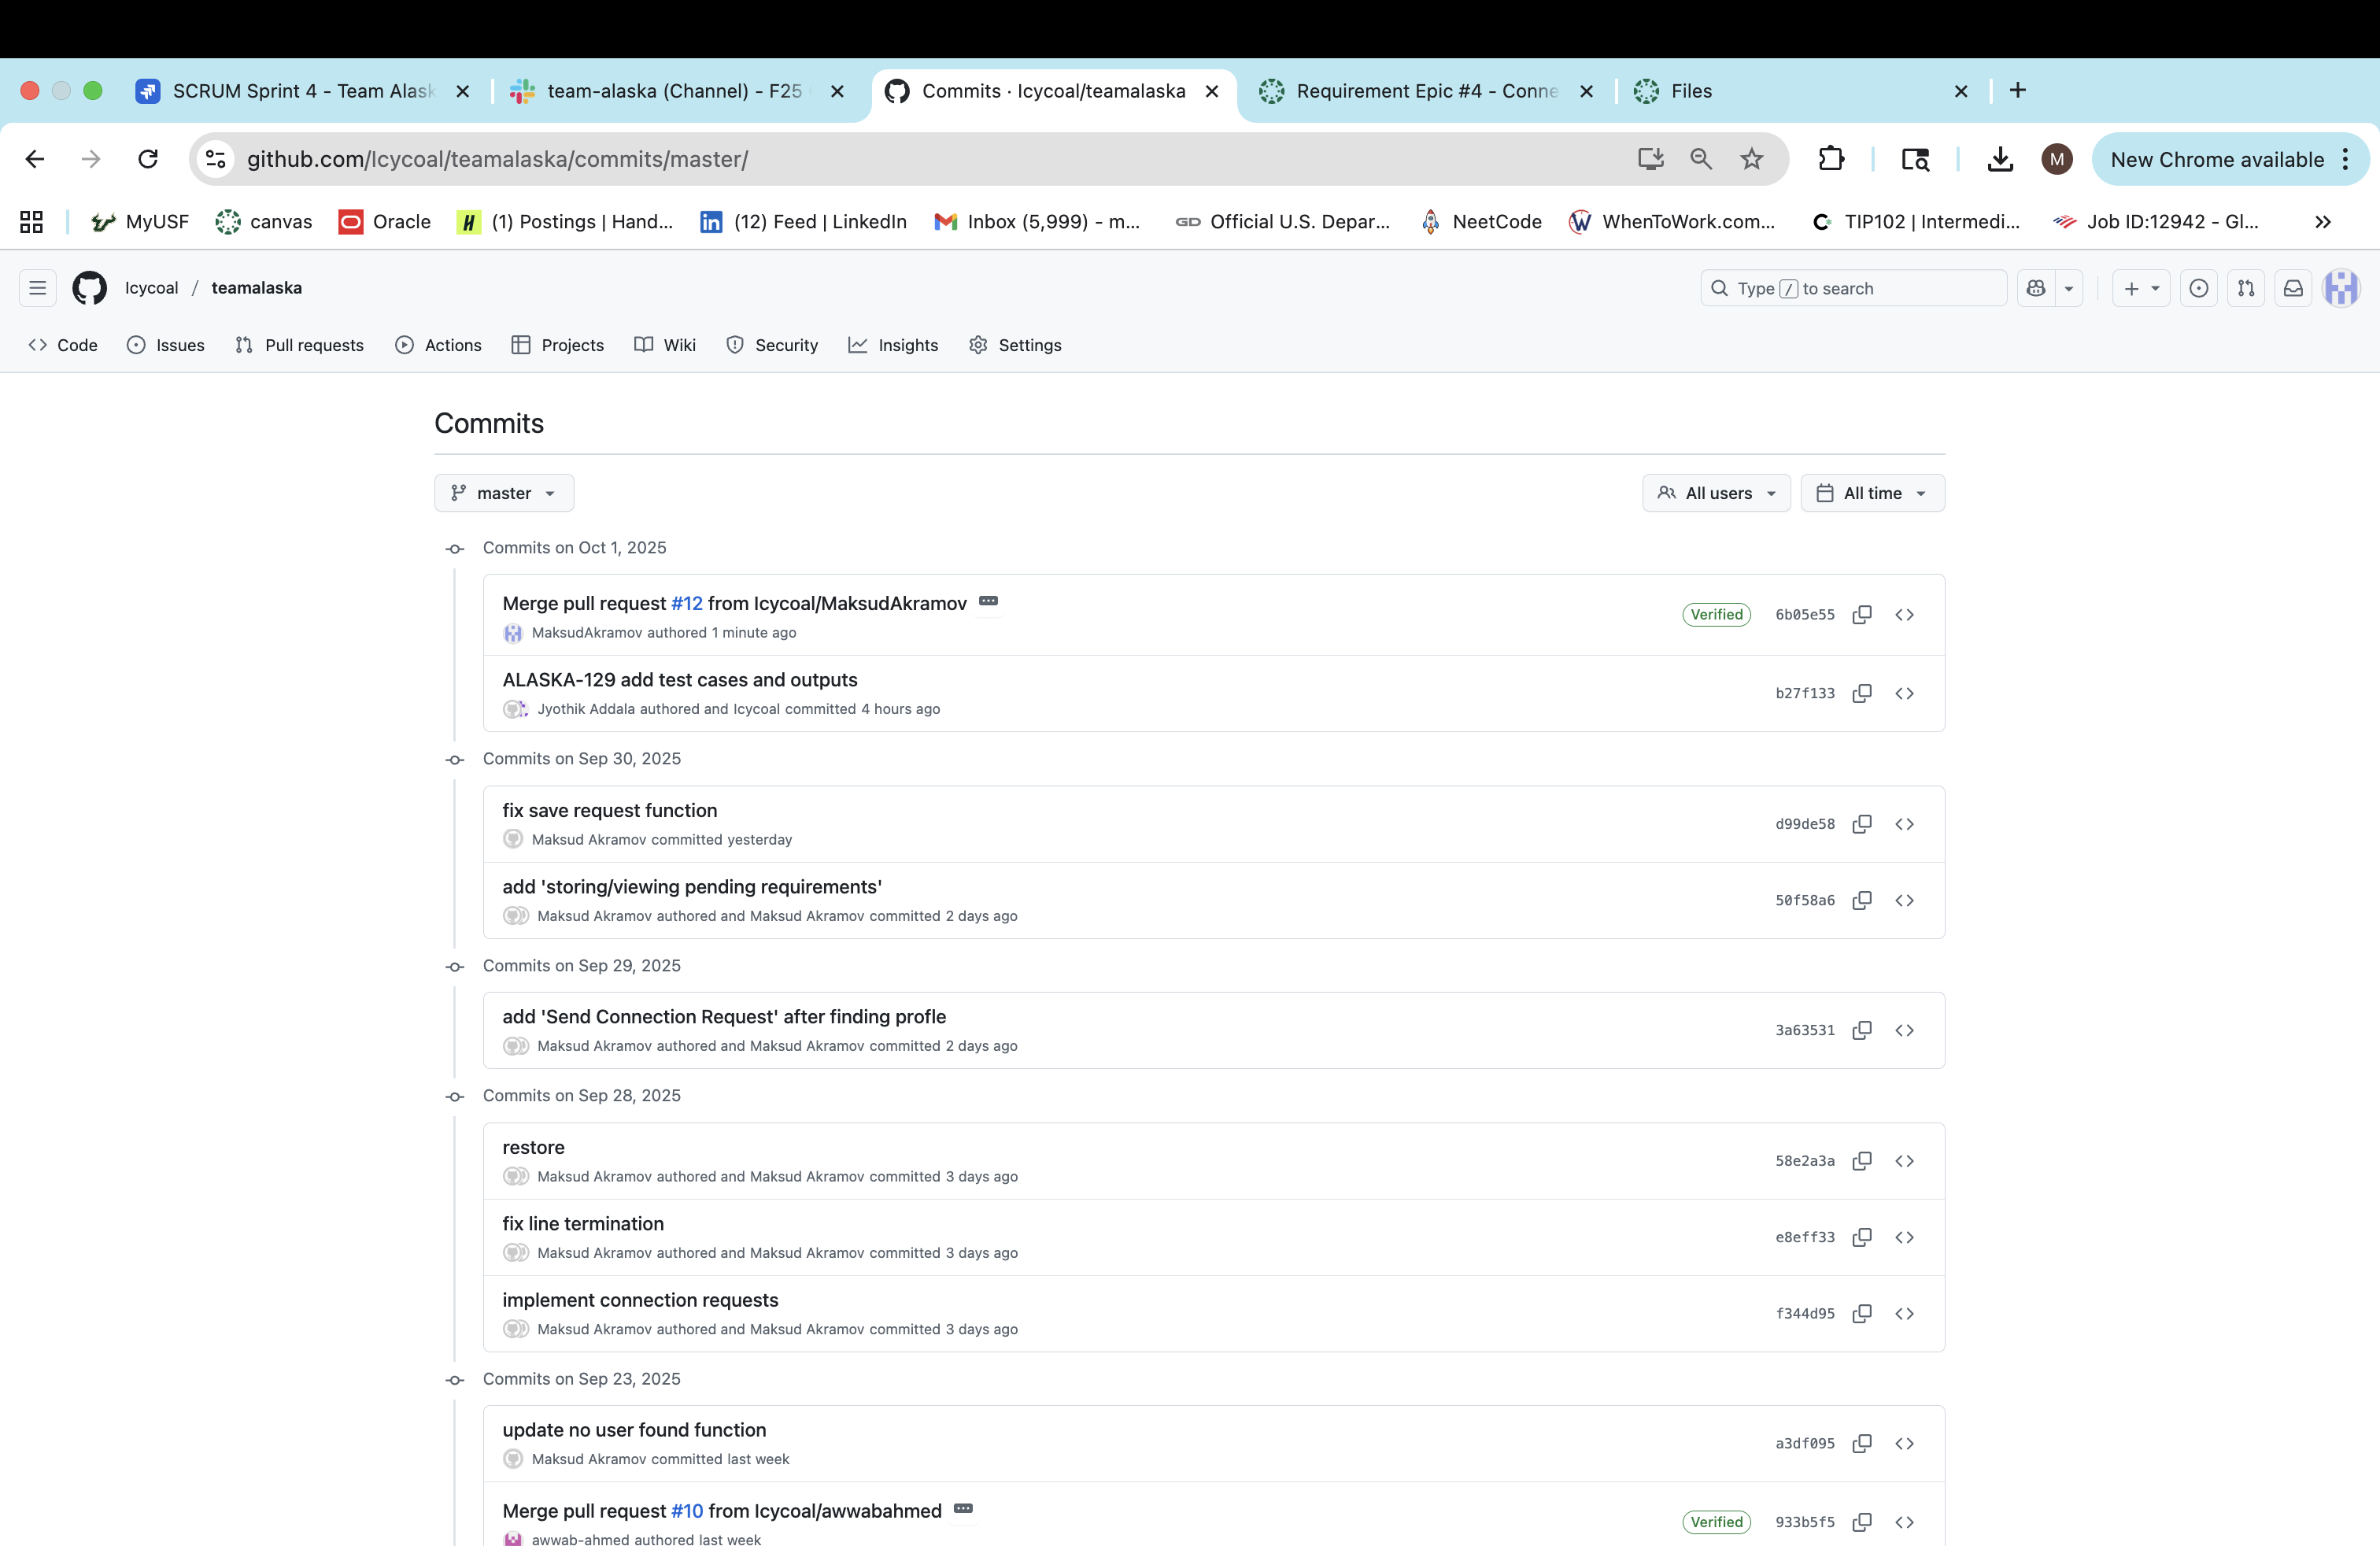 SCRUM Sprint 4 - Team Alask
team-alaska (Channel) - F25
Commits · Icycoal/teamalaska
Requirement Epic #4 - Conne
Files
github.com/Icycoal/teamalaska/commits/master/
M
New Chrome available
MyUSF
canvas
Oracle
(1) Postings | Hand...
(12) Feed | LinkedIn
Inbox (5,999) - m...
GD Official U.S. Depar...
NeetCode
WhenToWork.com...
TIP102 | Intermedi...
Job ID:12942 - Gl...
Icycoal / teamalaska
Type / to search
Code
Issues
Pull requests
Actions
Projects
Wiki
Security
Insights
Settings
Commits
master
All users
All time
Commits on Oct 1, 2025
Merge pull request #12 from Icycoal/MaksudAkramov
Verified
6b05e55
MaksudAkramov authored 1 minute ago
ALASKA-129 add test cases and outputs
b27f133
Jyothik Addala authored and Icycoal committed 4 hours ago
Commits on Sep 30, 2025
fix save request function
d99de58
Maksud Akramov committed yesterday
add 'storing/viewing pending requirements'
50f58a6
Maksud Akramov authored and Maksud Akramov committed 2 days ago
Commits on Sep 29, 2025
add 'Send Connection Request' after finding profle
3a63531
Maksud Akramov authored and Maksud Akramov committed 2 days ago
Commits on Sep 28, 2025
restore
58e2a3a
Maksud Akramov authored and Maksud Akramov committed 3 days ago
fix line termination
e8eff33
Maksud Akramov authored and Maksud Akramov committed 3 days ago
implement connection requests
f344d95
Maksud Akramov authored and Maksud Akramov committed 3 days ago
Commits on Sep 23, 2025
update no user found function
a3df095
Maksud Akramov committed last week
Merge pull request #10 from Icycoal/awwabahmed
Verified
933b5f5
awwab-ahmed authored last week